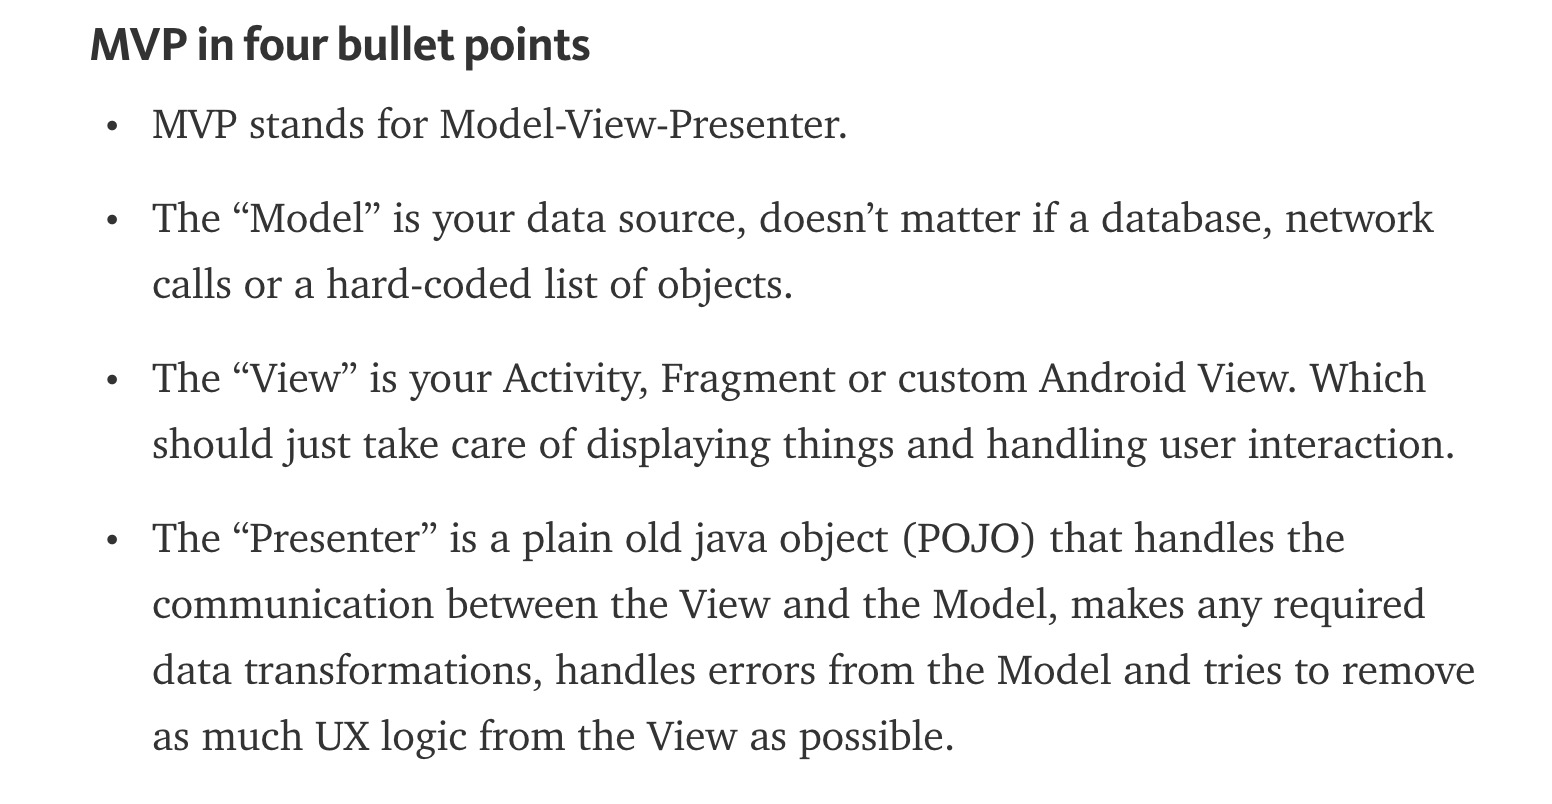 MVP in four bullet points
• MVP stands for Model-View-Presenter.
• The “Model” is your data source, doesn’t matter if a database, network
calls or a hard-coded list of objects.
• The “View” is your Activity, Fragment or custom Android View. Which
should just take care of displaying things and handling user interaction.
• The “Presenter” is a plain old java object (POJO) that handles the
communication between the View and the Model, makes any required
data transformations, handles errors from the Model and tries to remove
as much UX logic from the View as possible.